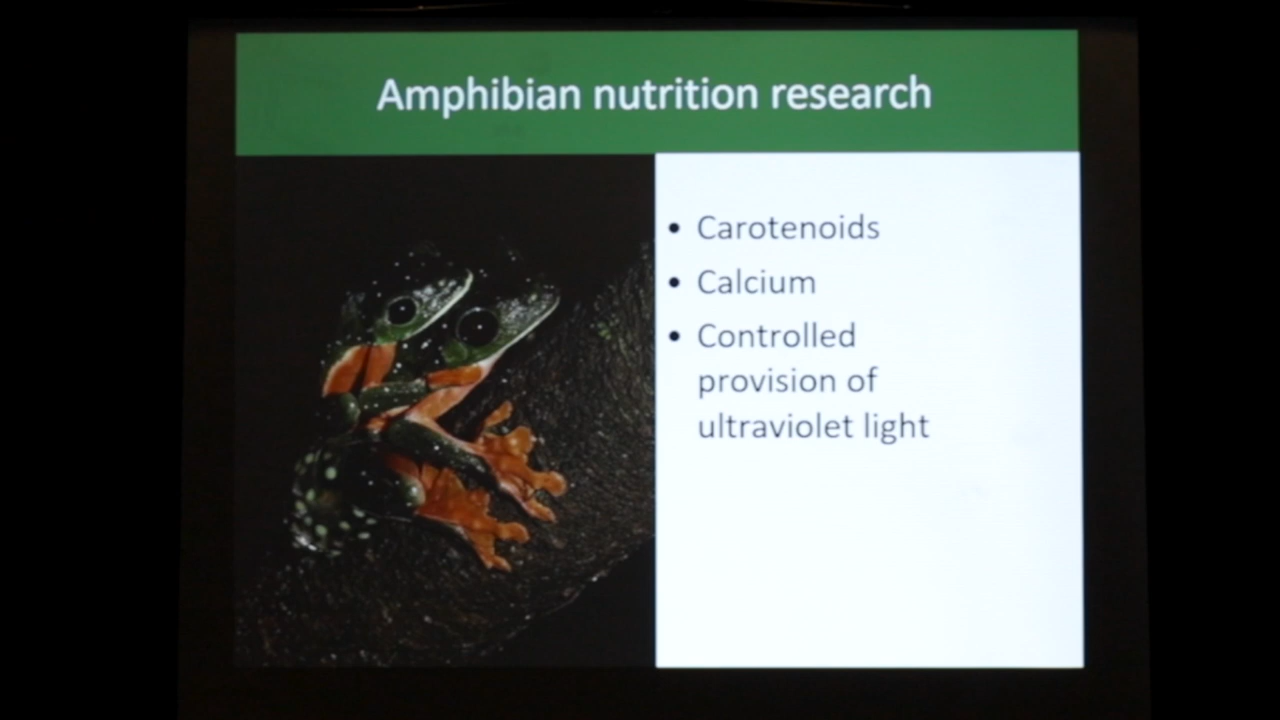 Amphibian nutrition research
• Carotenoids
• Calcium
• Controlled
provision of
ultraviolet light